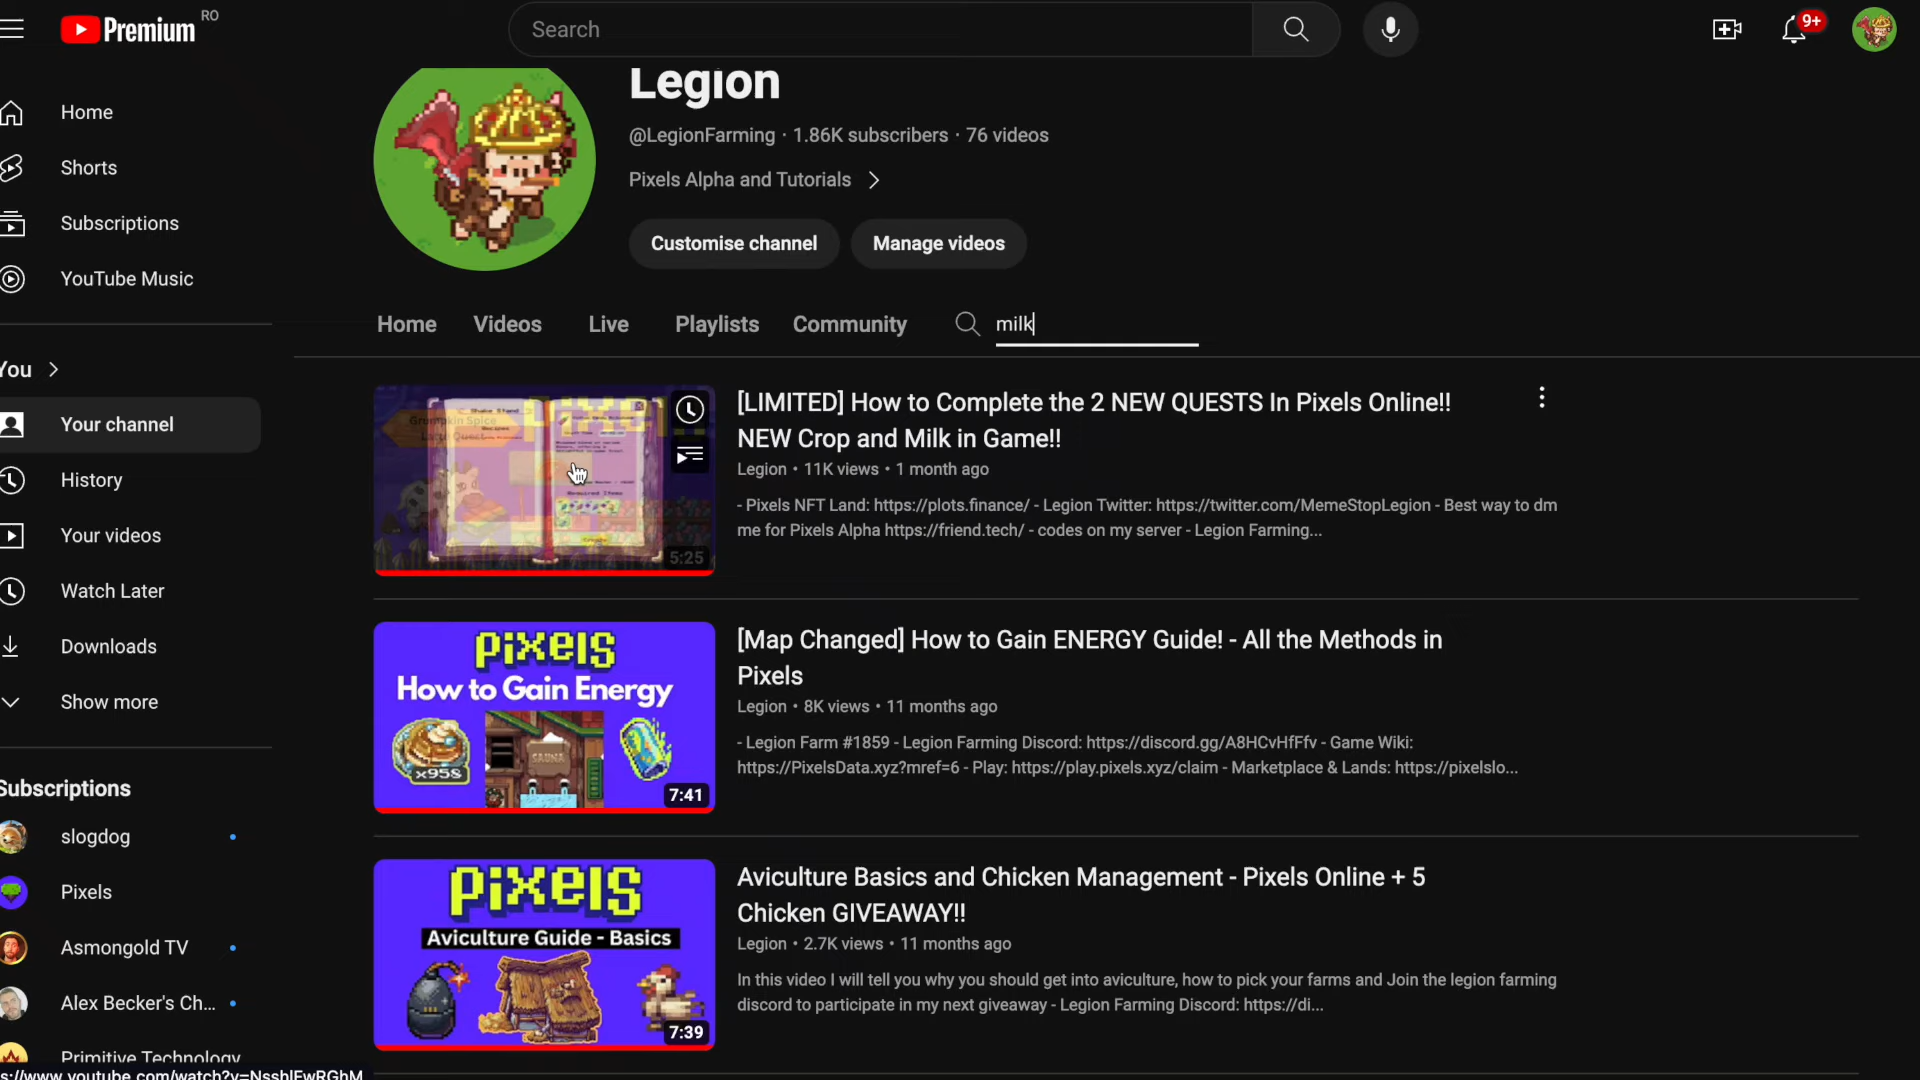 Premium RO
Search
9+
Home
Shorts
Subscriptions
YouTube Music
You
Your channel
History
Your videos
Watch Later
Downloads
Show more
Subscriptions
slogdog
Pixels
Asmongold TV
Alex Becker's Ch...
Primitive Technology
s://www.youtube.com/watch?v=NsshlFwRGhM
Legion
@LegionFarming · 1.86K subscribers · 76 videos
Pixels Alpha and Tutorials
Customise channel
Manage videos
Home
Videos
Live
Playlists
Community
milk
5:25
[LIMITED] How to Complete the 2 NEW QUESTS In Pixels Online!!
NEW Crop and Milk in Game!!
Legion • 11K views • 1 month ago
- Pixels NFT Land: https://plots.finance/ - Legion Twitter: https://twitter.com/MemeStopLegion - Best way to dm
me for Pixels Alpha https://friend.tech/ - codes on my server - Legion Farming...
pixels
How to Gain Energy
x958
SAUNA
7:41
[Map Changed] How to Gain ENERGY Guide! - All the Methods in
Pixels
Legion • 8K views • 11 months ago
- Legion Farm #1859 - Legion Farming Discord: https://discord.gg/A8HCvHfFfv - Game Wiki:
https://PixelsData.xyz?mref=6 - Play: https://play.pixels.xyz/claim - Marketplace & Lands: https://pixelslo...
pixels
Aviculture Guide - Basics
7:39
Aviculture Basics and Chicken Management - Pixels Online + 5
Chicken GIVEAWAY!!
Legion • 2.7K views • 11 months ago
In this video I will tell you why you should get into aviculture, how to pick your farms and Join the legion farming
discord to participate in my next giveaway - Legion Farming Discord: https://di...